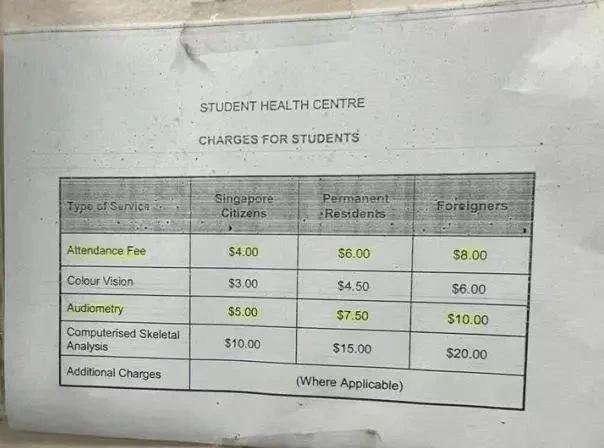 STUDENT HEALTH CENTRE
CHARGES FOR STUDENTS
Type of Service Singapore Citizens Permanent Residents Foreigners
Attendance Fee $4.00 $6.00 $8.00
Colour Vision $3.00 $4.50 $6.00
Audiometry $5.00 $7.50 $10.00
Computerised Skeletal Analysis $10.00 $15.00 $20.00
Additional Charges (Where Applicable)